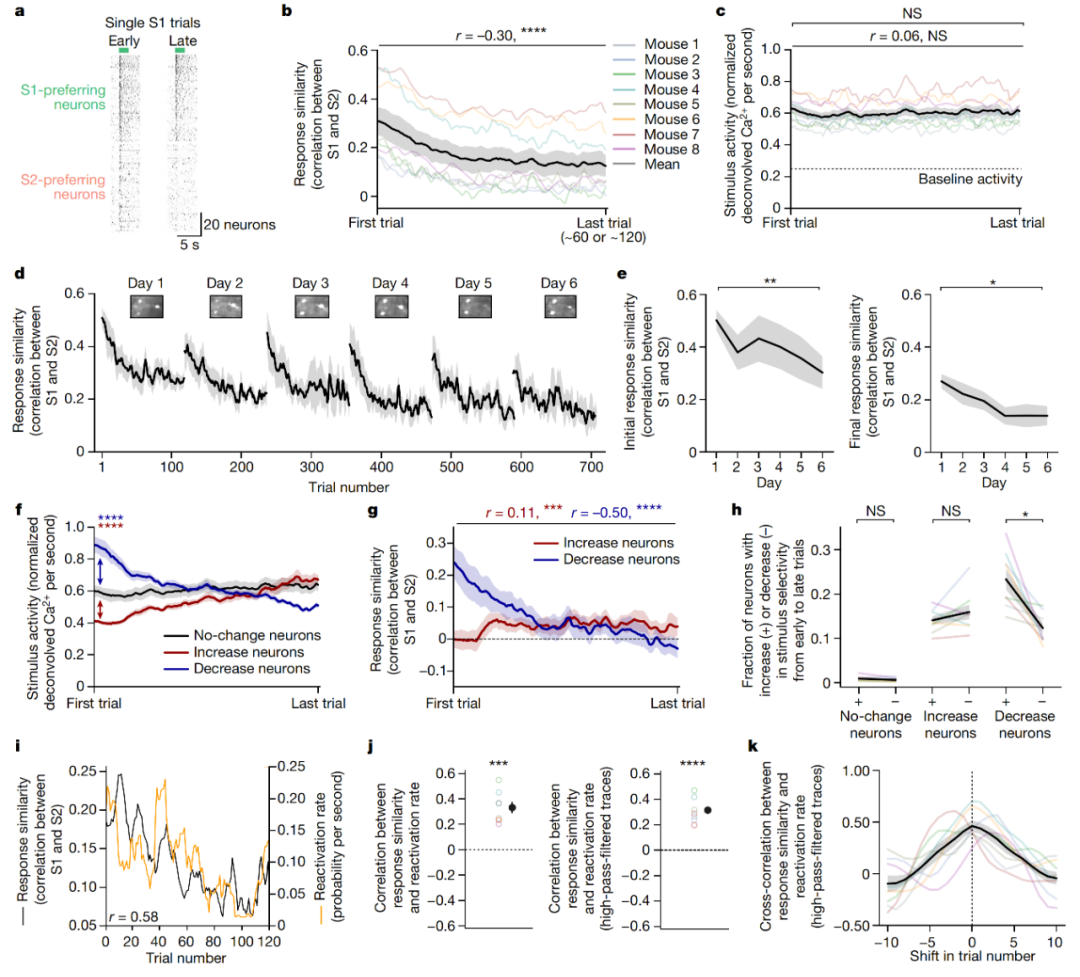 a
Single S1 trials
Early Late
S1-preferring
neurons
S2-preferring
neurons
20 neurons
5 s
b
r = –0.30, ****
Response similarity
(correlation between
S1 and S2)
0.6
0.4
0.2
0
First trial
Last trial
(~60 or ~120)
Mouse 1
Mouse 2
Mouse 3
Mouse 4
Mouse 5
Mouse 6
Mouse 7
Mouse 8
Mean
c
NS
r = 0.06, NS
Stimulus activity (normalized
deconvolved Ca2+ per second)
1.0
0.8
0.6
0.4
0.2
0
Baseline activity
First trial
Last trial
d
Day 1 Day 2 Day 3 Day 4 Day 5 Day 6
Response similarity
(correlation between
S1 and S2)
0.6
0.4
0.2
0
1 100 200 300 400 500 600 700
Trial number
e
**
Initial response similarity
(correlation between
S1 and S2)
0.6
0.4
0.2
0
1 2 3 4 5 6
Day
*
Final response similarity
(correlation between
S1 and S2)
0.6
0.4
0.2
0
1 2 3 4 5 6
Day
f
****
****
Stimulus activity (normalized
deconvolved Ca2+ per second)
1.0
0.8
0.6
0.4
0.2
0
No-change neurons
Increase neurons
Decrease neurons
First trial
Last trial
g
r = 0.11, *** r = –0.50, ****
Response similarity
(correlation between
S1 and S2)
0.3
0.2
0.1
0
–0.1
Increase neurons
Decrease neurons
First trial
Last trial
h
NS NS *
Fraction of neurons with
increase (+) or decrease (–)
in stimulus selectivity
from early to late trials
0.3
0.2
0.1
0
+ – + – + –
No-change
neurons
Increase
neurons
Decrease
neurons
i
Response similarity
(correlation between
S1 and S2)
0.25
0.20
0.15
0.10
0.05
r = 0.58
0 20 40 60 80 100 120
Trial number
0.25
0.20
0.15
0.10
0.05
0
Reactivation rate
(probability per second)
j
***
Correlation between
response similarity
and reactivation rate
0.6
0.4
0.2
0
–0.2
–0.4
–0.6
****
Correlation between
response similarity
and reactivation rate
(high-pass-filtered traces)
0.6
0.4
0.2
0
–0.2
–0.4
–0.6
k
Cross-correlation between
response similarity and
reactivation rate
(high-pass-filtered traces)
1.00
0.50
0
–0.50
–10 –5 0 5 10
Shift in trial number